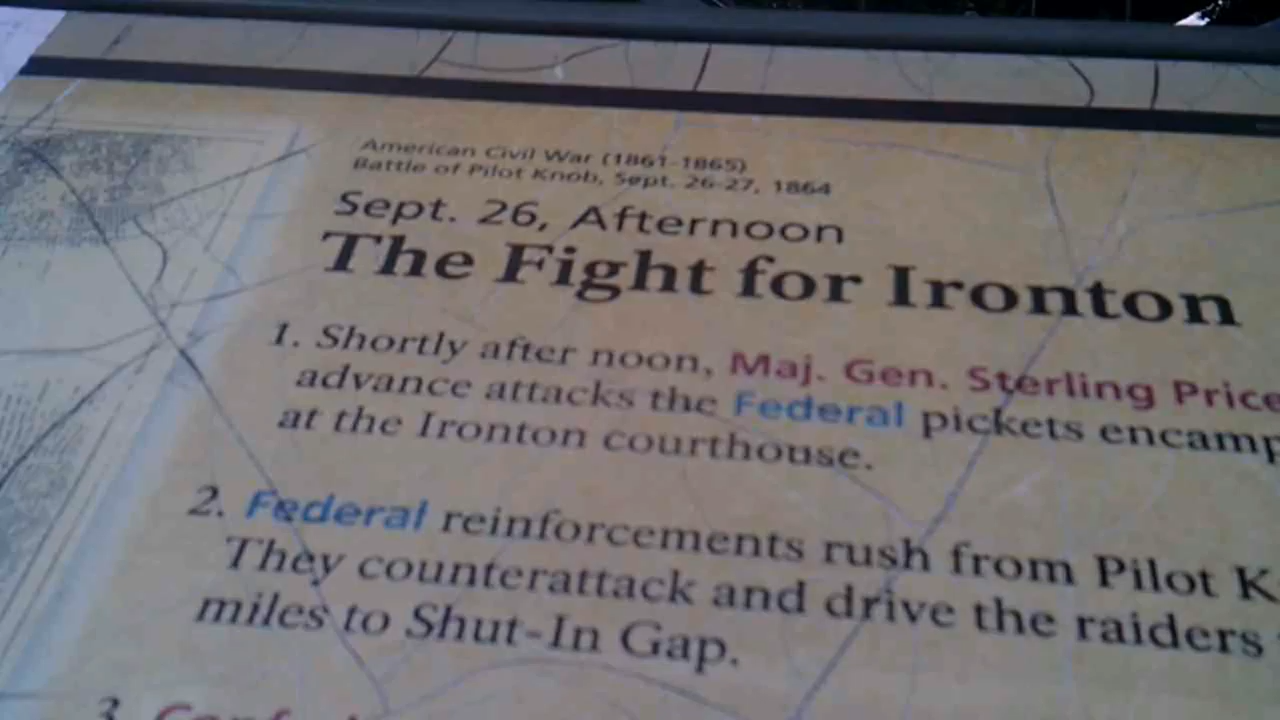 American Civil War (1861-1865)
Battle of Pilot Knob, Sept. 26-27, 1864
Sept. 26, Afternoon
The Fight for Ironton
1. Shortly after noon, Maj. Gen. Sterling Price
advance attacks the Federal pickets encamp
at the Ironton courthouse.
2. Federal reinforcements rush from Pilot K
They counterattack and drive the raiders
miles to Shut-In Gap.
3.